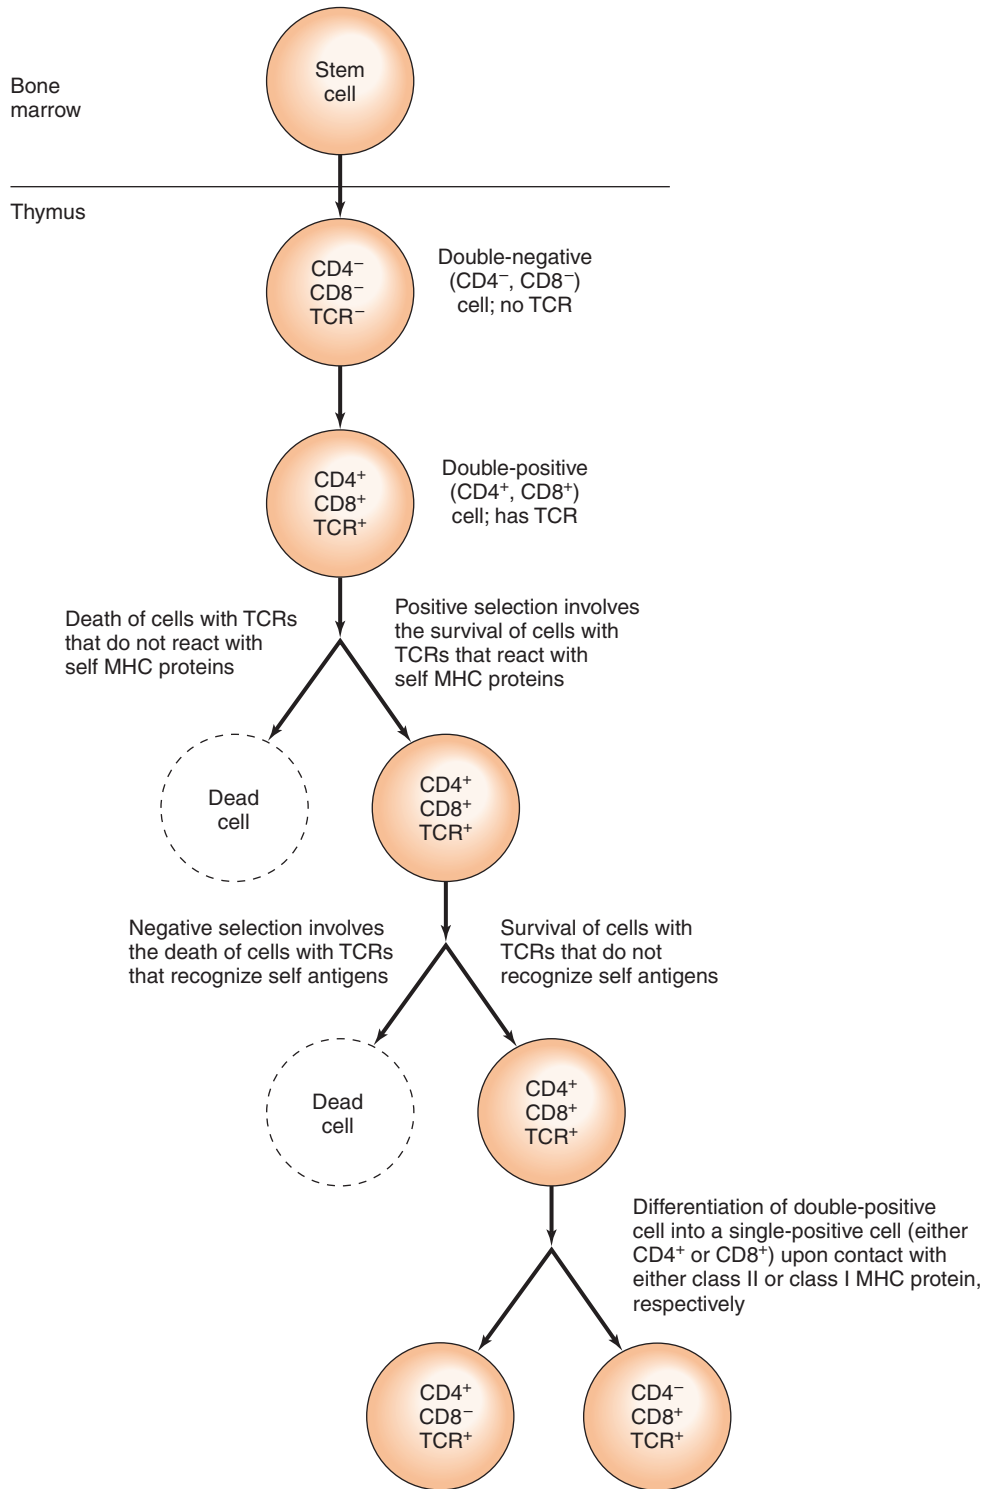 Stem
cell
Bone
marrow
Thymus
CD4⁻
CD8⁻
TCR⁻
Double-negative
(CD4⁻, CD8⁻)
cell; no TCR
CD4⁺
CD8⁺
TCR⁺
Double-positive
(CD4⁺, CD8⁺)
cell; has TCR
Death of cells with TCRs
that do not react with
self MHC proteins
Positive selection involves
the survival of cells with
TCRs that react with
self MHC proteins
Dead
cell
CD4⁺
CD8⁺
TCR⁺
Negative selection involves
the death of cells with TCRs
that recognize self antigens
Survival of cells with
TCRs that do not
recognize self antigens
Dead
cell
CD4⁺
CD8⁺
TCR⁺
Differentiation of double-positive
cell into a single-positive cell (either
CD4⁺ or CD8⁺) upon contact with
either class II or class I MHC protein,
respectively
CD4⁺
CD8⁻
TCR⁺
CD4⁻
CD8⁺
TCR⁺